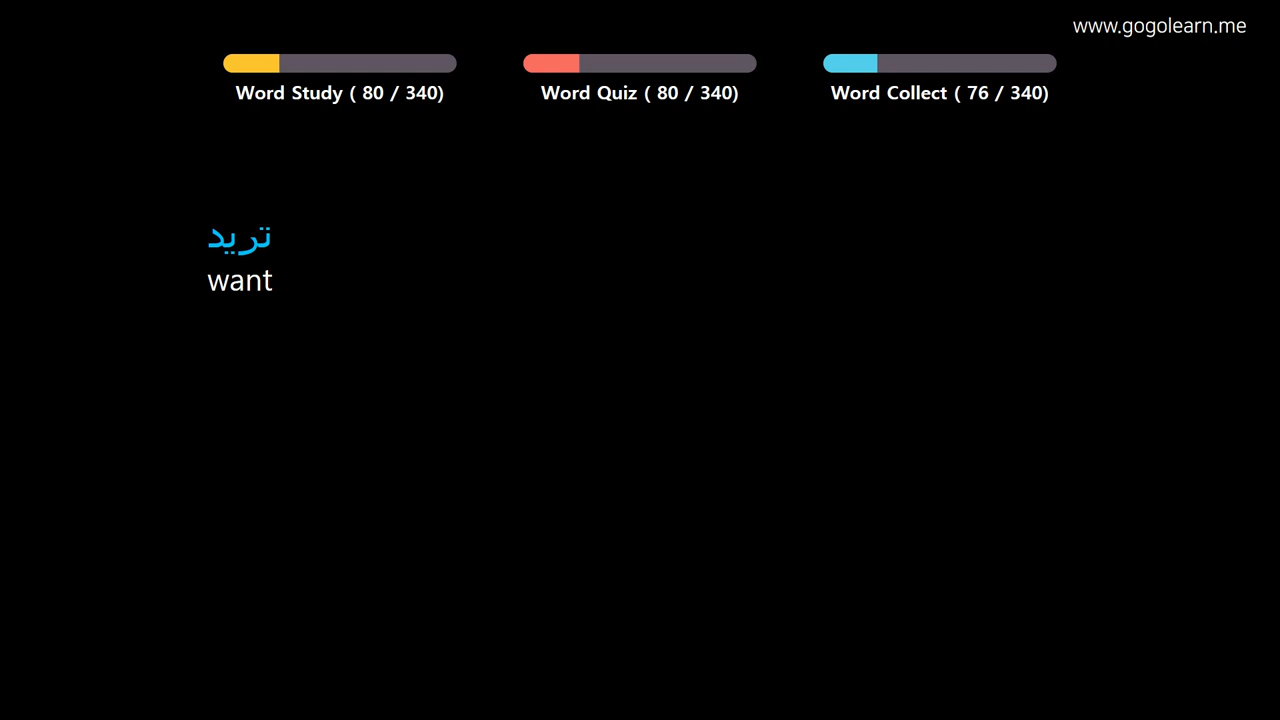 www.gogolearn.me
Word Study ( 80 / 340)
Word Quiz ( 80 / 340)
Word Collect ( 76 / 340)
تريد
want